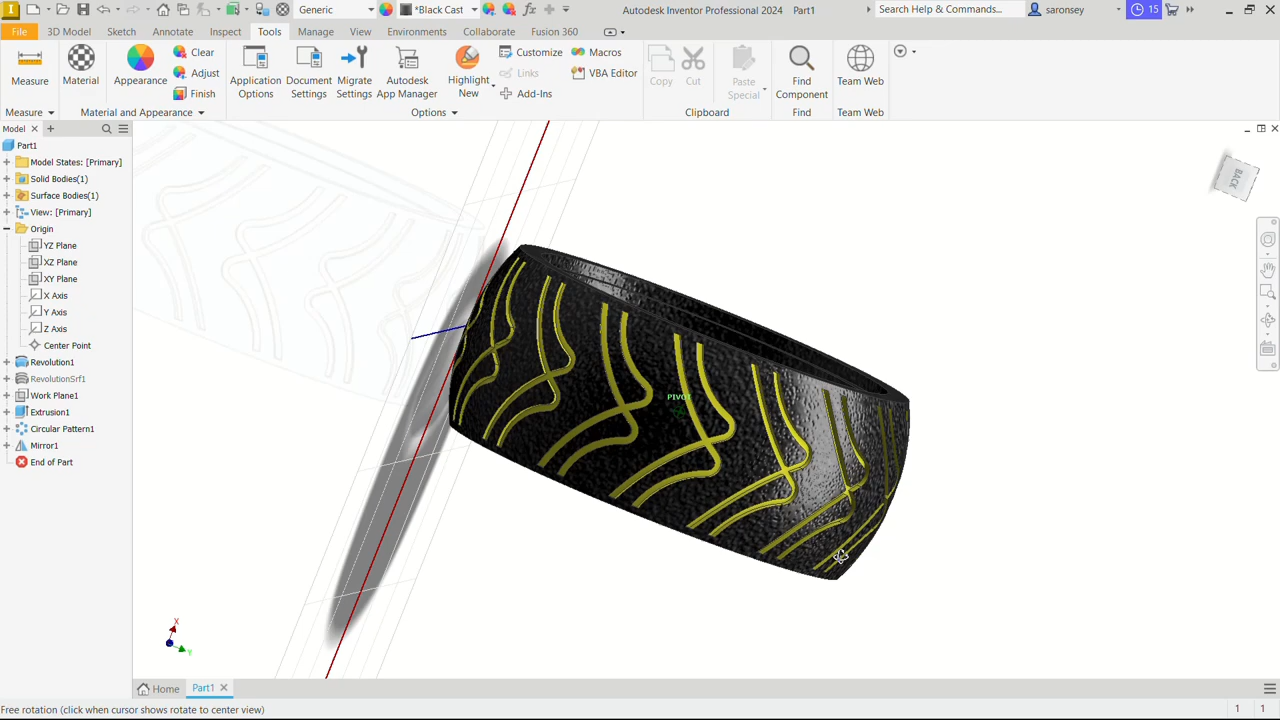 Generic
*Black Cast
Autodesk Inventor Professional 2024 Part1
Search Help & Commands...
saronsey
15
File
3D Model
Sketch
Annotate
Inspect
Tools
Manage
View
Environments
Collaborate
Fusion 360
Measure
Material
Appearance
Clear
Adjust
Finish
Application Options
Document Settings
Migrate Settings
Autodesk App Manager
Highlight New
Customize
Links
Add-Ins
Macros
VBA Editor
Copy
Cut
Paste Special
Find Component
Team Web
Measure
Material and Appearance
Options
Clipboard
Find
Team Web
Model
Part1
Model States: [Primary]
Solid Bodies(1)
Surface Bodies(1)
View: [Primary]
Origin
YZ Plane
XZ Plane
XY Plane
X Axis
Y Axis
Z Axis
Center Point
Revolution1
RevolutionSrf1
Work Plane1
Extrusion1
Circular Pattern1
Mirror1
End of Part
BACK
PIVOT
X
Y
Home
Part1
Free rotation (click when cursor shows rotate to center view)
1
1